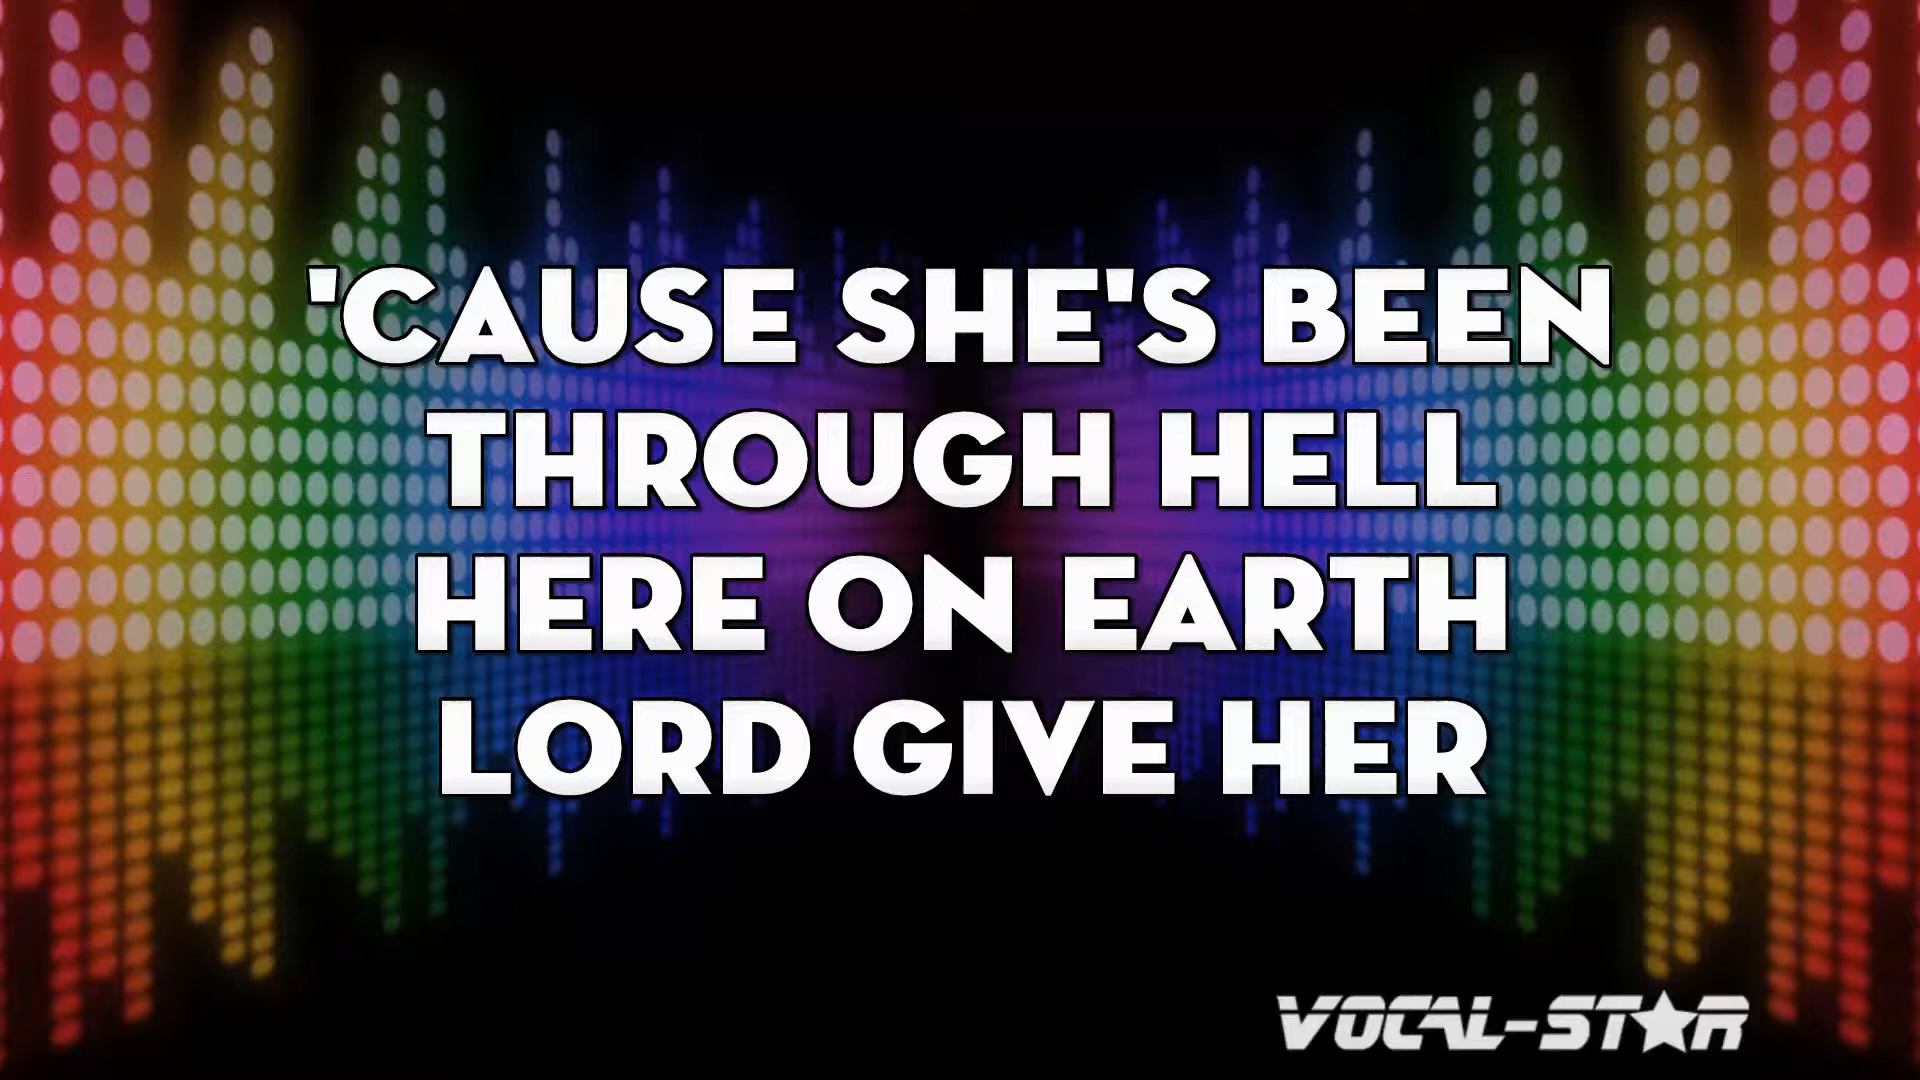 'CAUSE SHE'S BEEN
THROUGH HELL
HERE ON EARTH
LORD GIVE HER
VOCAL-STAR